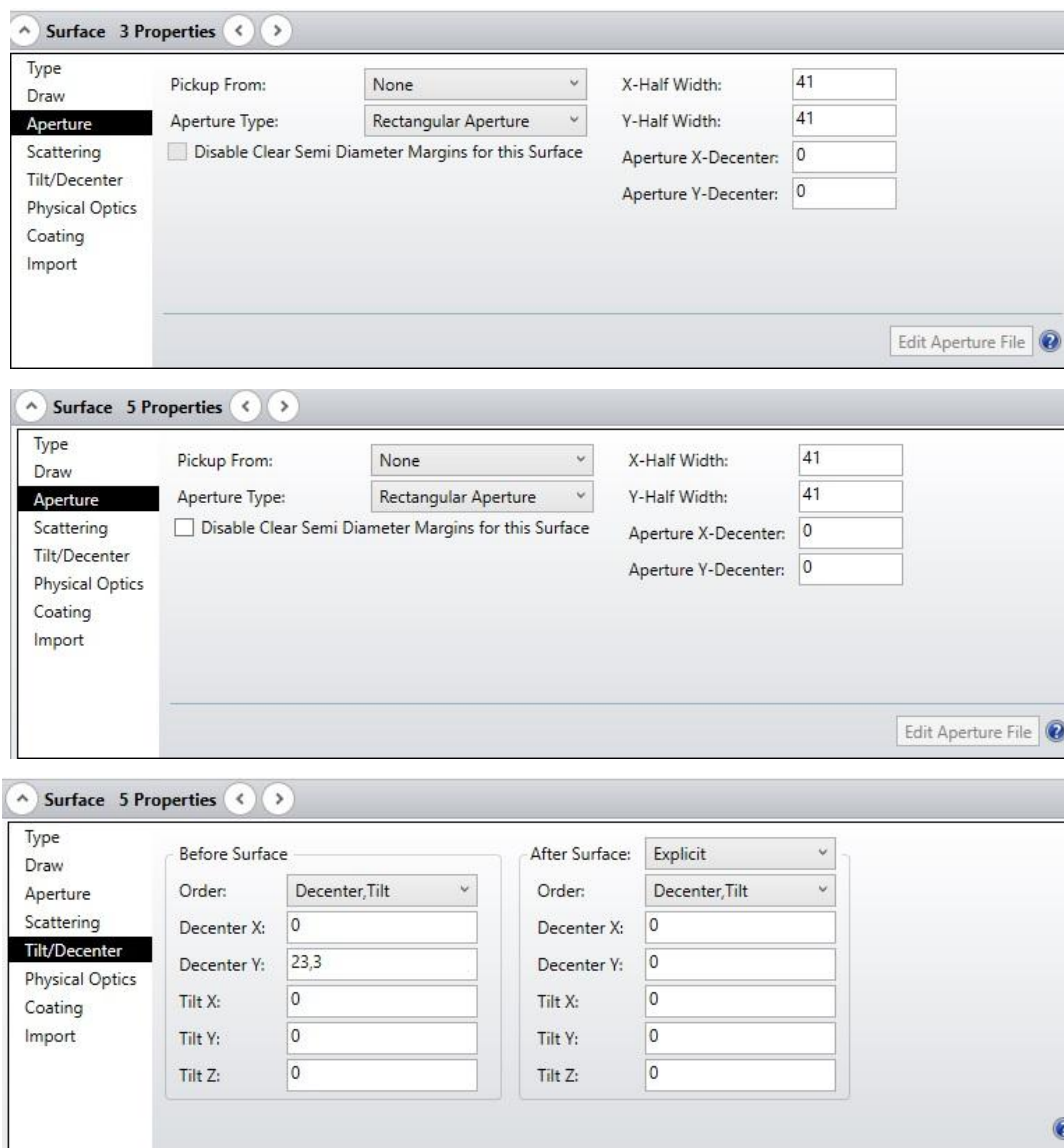 Surface 3 Properties
Type
Draw
Aperture
Scattering
Tilt/Decenter
Physical Optics
Coating
Import
Pickup From: None
Aperture Type: Rectangular Aperture
Disable Clear Semi Diameter Margins for this Surface
X-Half Width: 41
Y-Half Width: 41
Aperture X-Decenter: 0
Aperture Y-Decenter: 0
Edit Aperture File
Surface 5 Properties
Type
Draw
Aperture
Scattering
Tilt/Decenter
Physical Optics
Coating
Import
Pickup From: None
Aperture Type: Rectangular Aperture
Disable Clear Semi Diameter Margins for this Surface
X-Half Width: 41
Y-Half Width: 41
Aperture X-Decenter: 0
Aperture Y-Decenter: 0
Edit Aperture File
Surface 5 Properties
Type
Draw
Aperture
Scattering
Tilt/Decenter
Physical Optics
Coating
Import
Before Surface
Order: Decenter,Tilt
Decenter X: 0
Decenter Y: 23,3
Tilt X: 0
Tilt Y: 0
Tilt Z: 0
After Surface: Explicit
Order: Decenter,Tilt
Decenter X: 0
Decenter Y: 0
Tilt X: 0
Tilt Y: 0
Tilt Z: 0